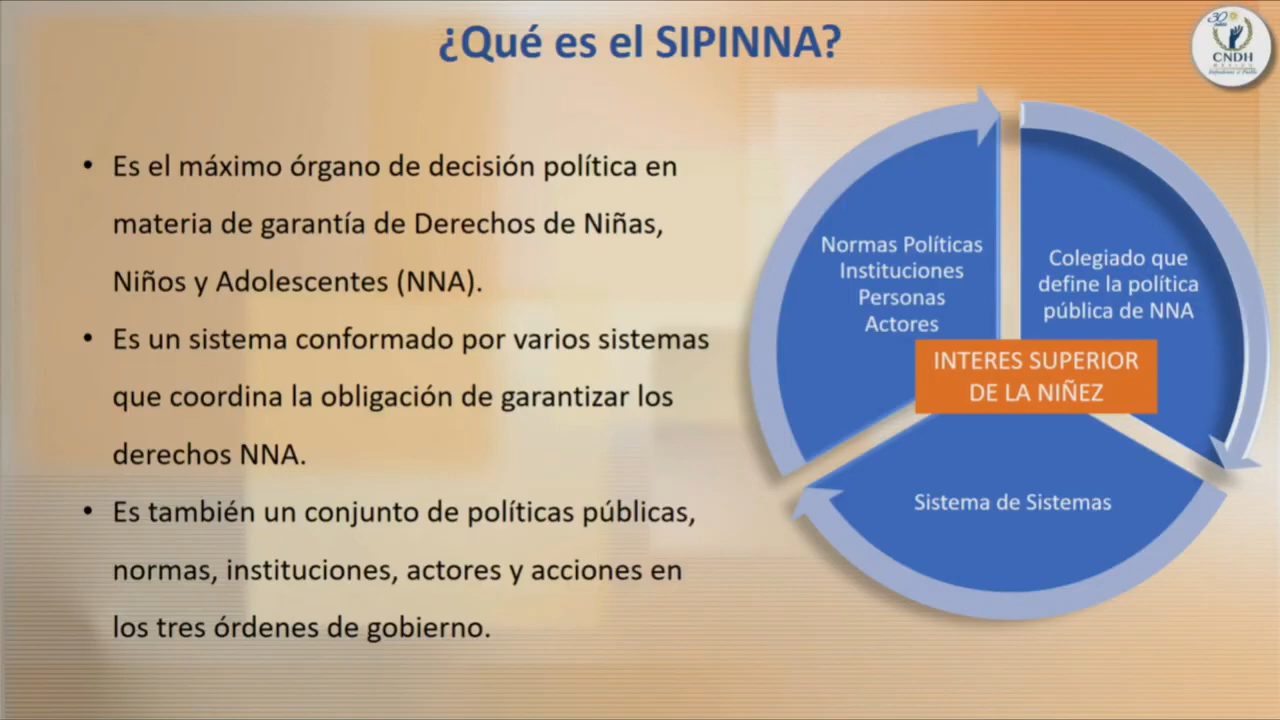 ¿Qué es el SIPINNA?
30
CNDH
MÉXICO
• Es el máximo órgano de decisión política en
materia de garantía de Derechos de Niñas,
Niños y Adolescentes (NNA).
• Es un sistema conformado por varios sistemas
que coordina la obligación de garantizar los
derechos NNA.
• Es también un conjunto de políticas públicas,
normas, instituciones, actores y acciones en
los tres órdenes de gobierno.
Normas Políticas
Instituciones
Personas
Actores
Colegiado que
define la política
pública de NNA
INTERES SUPERIOR
DE LA NIÑEZ
Sistema de Sistemas